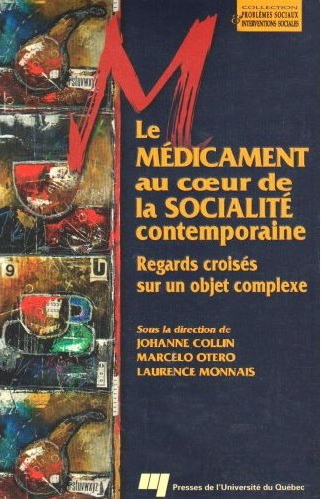 COLLECTION
PROBLÈMES SOCIAUX
& INTERVENTIONS SOCIALES
M
Le
MÉDICAMENT
au cœur de
la SOCIALITÉ
contemporaine
Regards croisés
sur un objet complexe
Sous la direction de
JOHANNE COLLIN
MARCELO OTERO
LAURENCE MONNAIS
9
U
Presses de l'Université du Québec